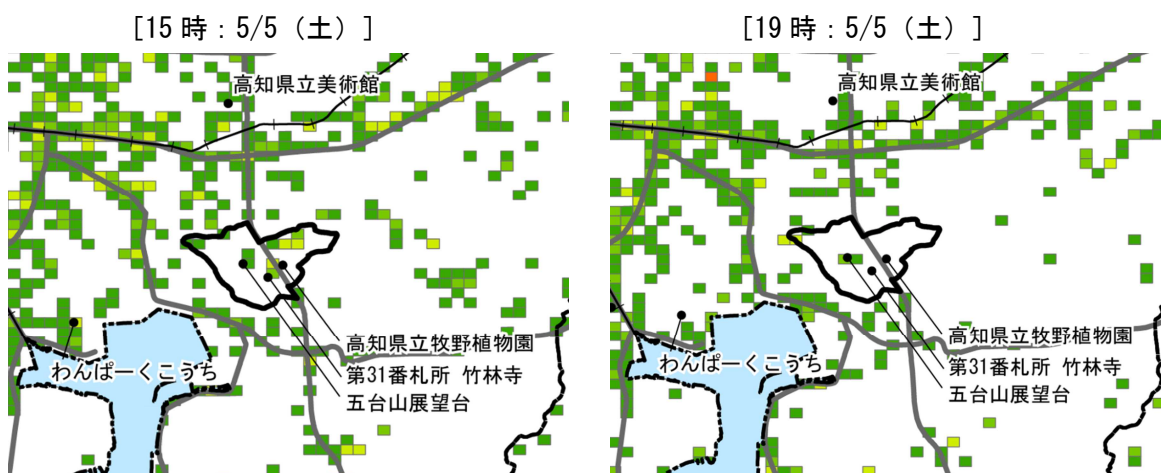 [15時：5/5（土）]
高知県立美術館
高知県立牧野植物園
わんぱーくこうち
第31番札所 竹林寺
五台山展望台
[19時：5/5（土）]
高知県立美術館
高知県立牧野植物園
わんぱーくこうち
第31番札所 竹林寺
五台山展望台